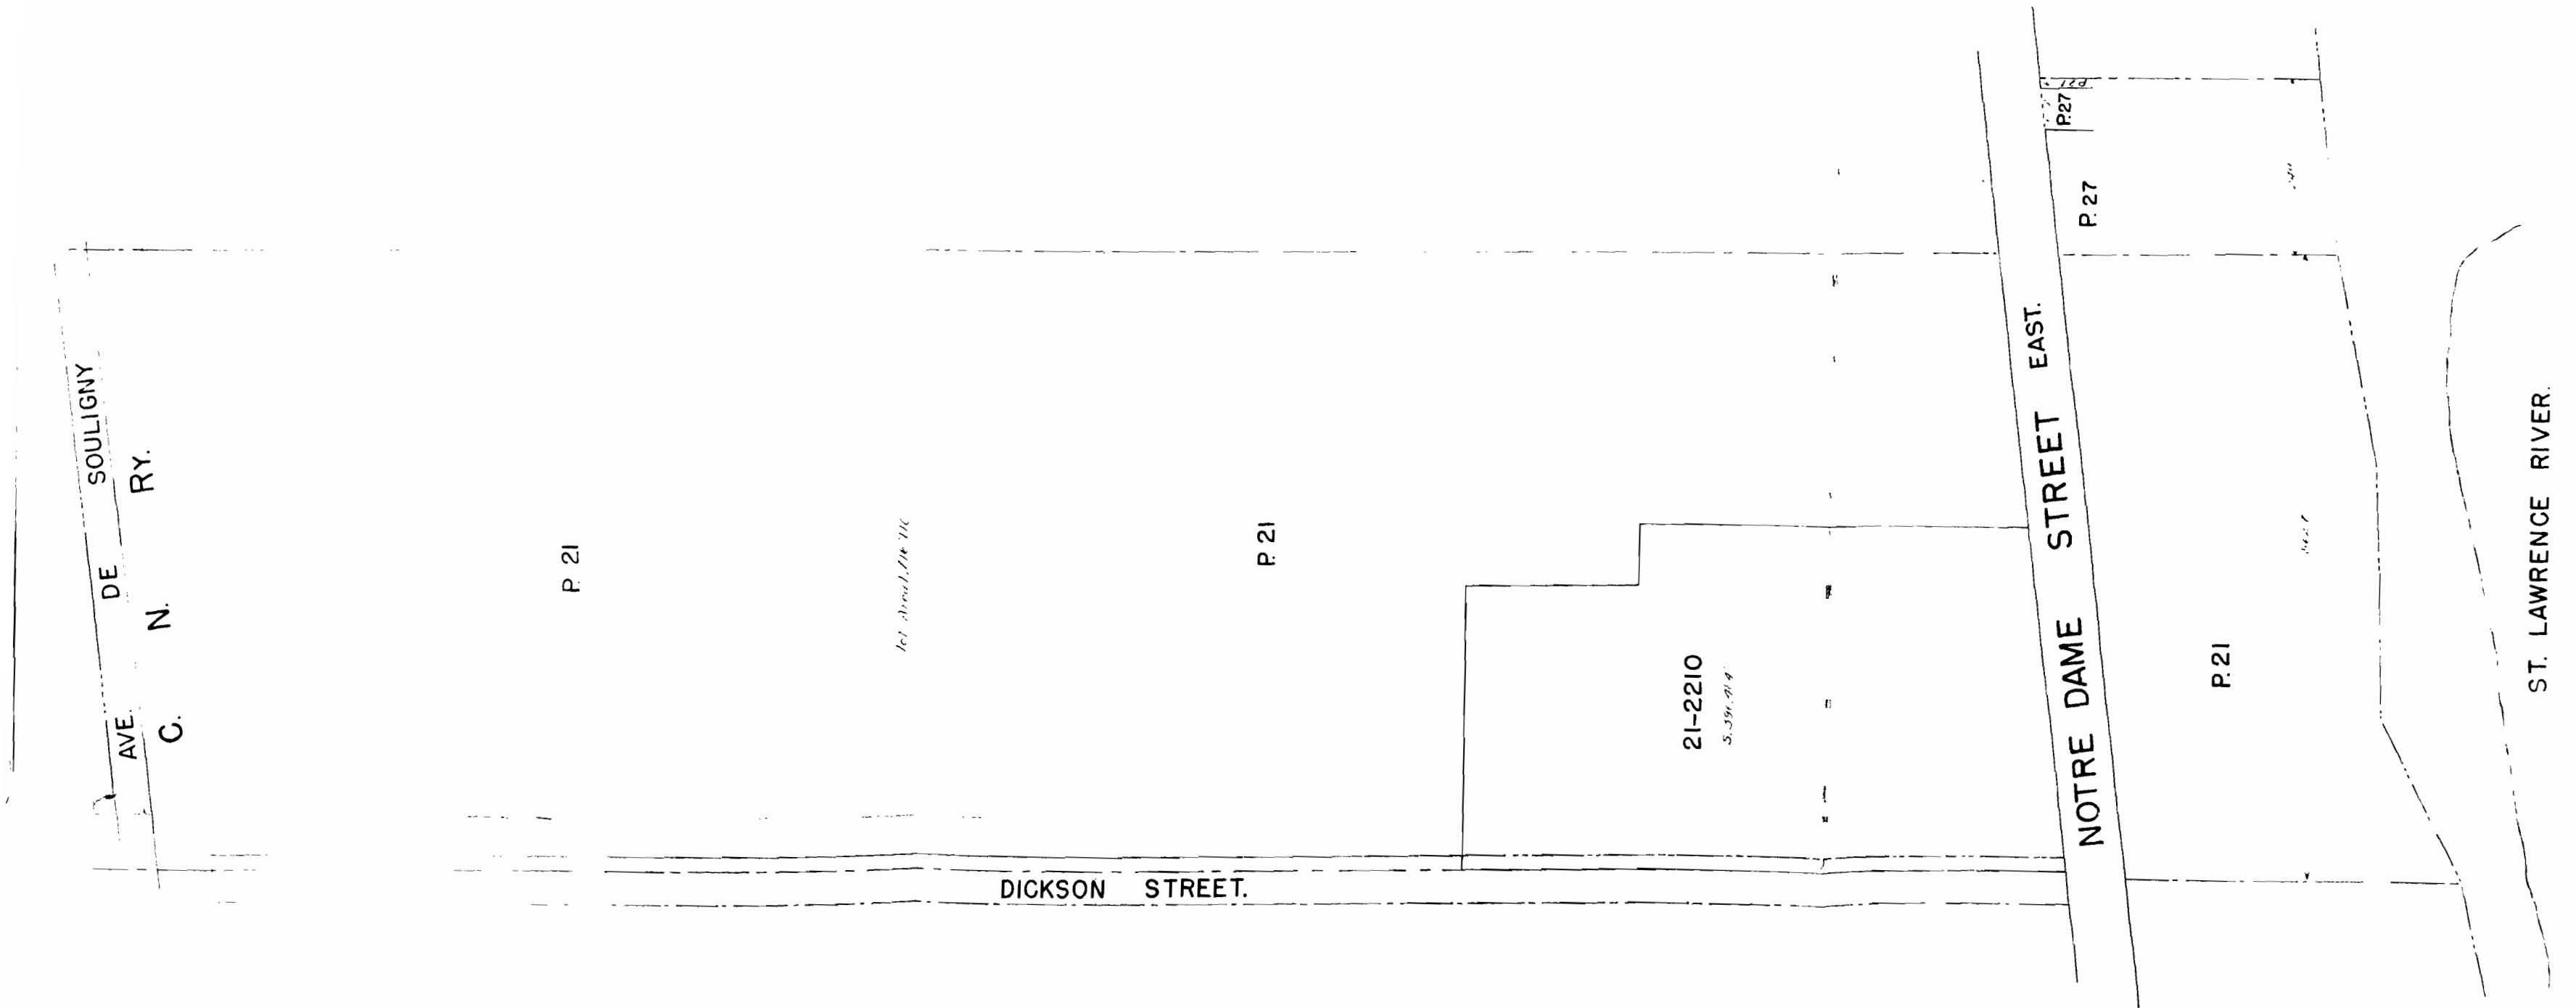 AVE. DE SOULIGNY
C. N. RY.
P. 21
P. 21
21-2210
DICKSON STREET.
NOTRE DAME STREET EAST.
P.27
P. 27
P.21
ST. LAWRENCE RIVER.